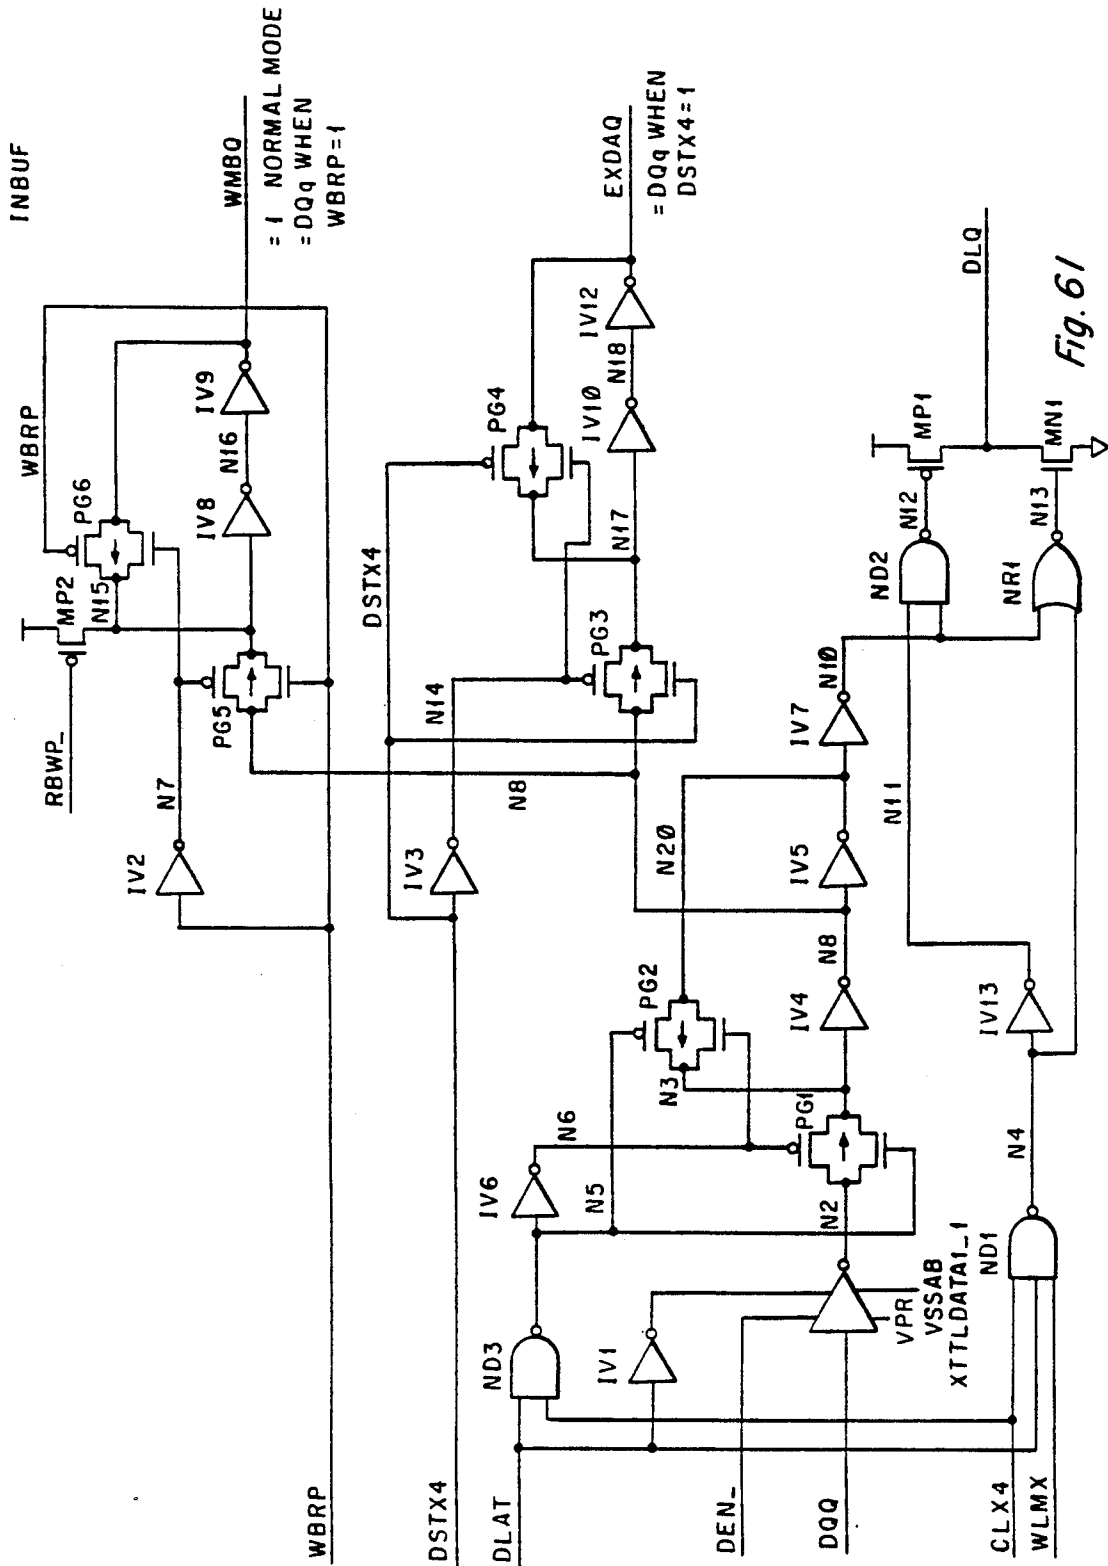 INBUF
WBRP
WMBQ
= 1 NORMAL MODE
= DQq WHEN
WBRP=1
PG6
IV9
N16
IV8
MP2
N15
RBWP_
PG5
N7
IV2
WBRP
DSTX4
PG4
EXDAQ
= DQq WHEN
DSTX4=1
IV12
N18
IV10
N17
PG3
N14
N8
IV3
DSTX4
N20
PG2
IV7
N10
IV5
N8
IV4
N3
N6
N5
IV6
PG1
N2
ND3
IV1
DLAT
DEN_
DQQ
VPR
VSSAB
XTTLDATA1_1
ND1
N4
IV13
N11
ND2
N12
MP1
DLQ
NR1
N13
MN1
CLX4
WLMX
Fig. 61